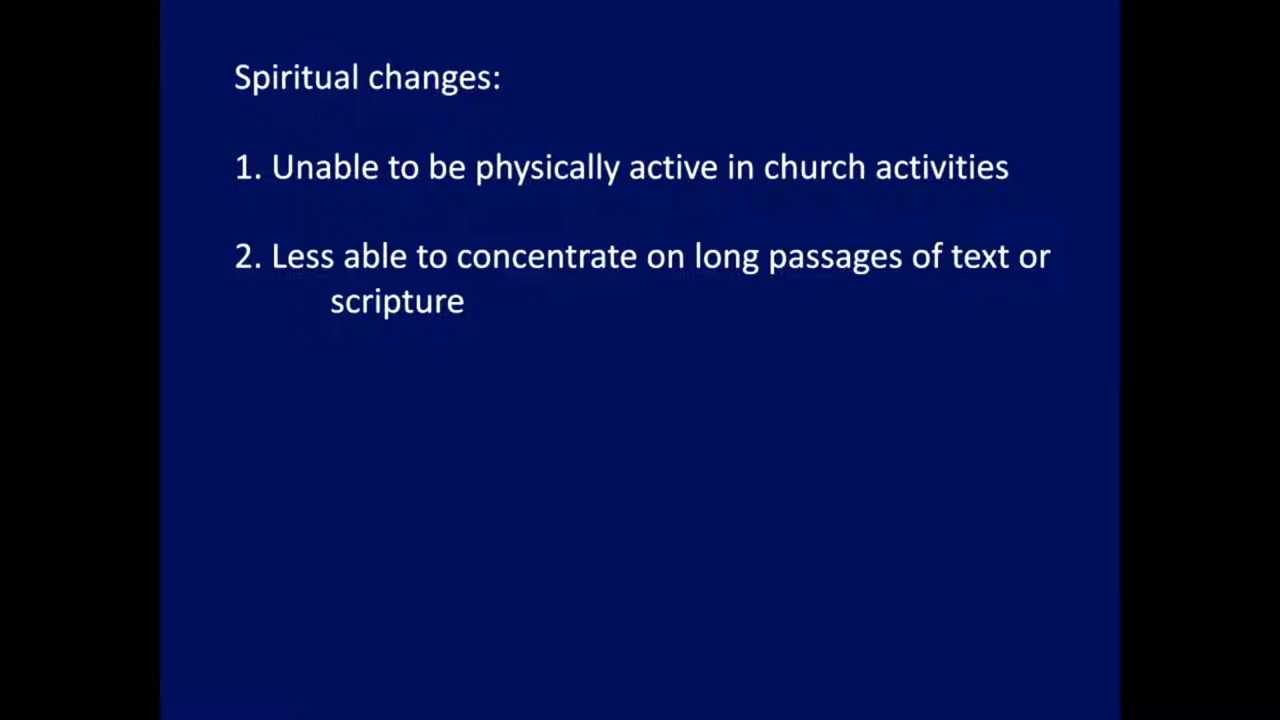 Spiritual changes:
1. Unable to be physically active in church activities
2. Less able to concentrate on long passages of text or
scripture